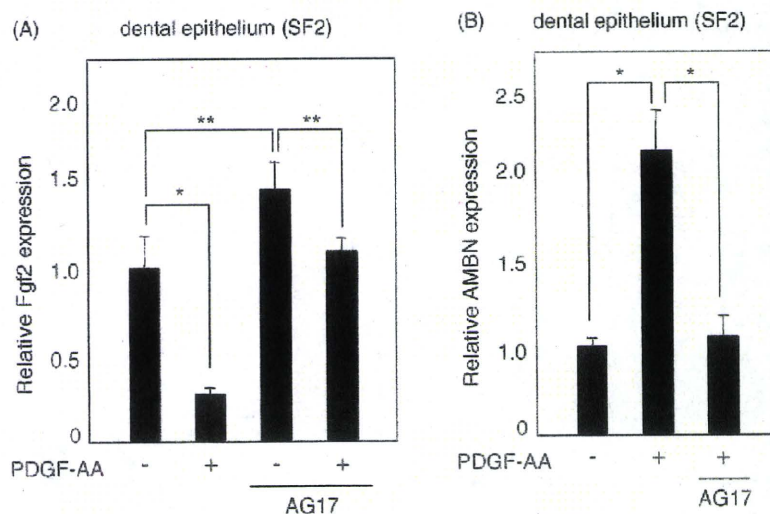 (A) dental epithelium (SF2)
Relative Fgf2 expression
2.0
1.5
1.0
0.5
0
**
**
*
PDGF-AA - + - +
AG17
(B) dental epithelium (SF2)
Relative AMBN expression
2.5
2.0
1.5
1.0
0
*
*
PDGF-AA - + +
AG17